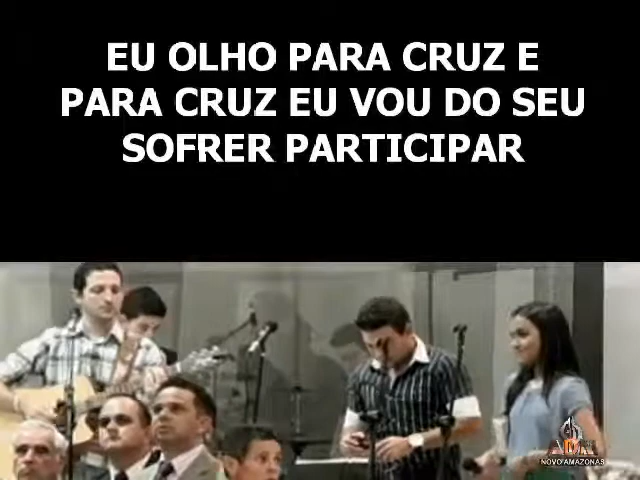 EU OLHO PARA CRUZ E
PARA CRUZ EU VOU DO SEU
SOFRER PARTICIPAR
NOVO AMAZONAS